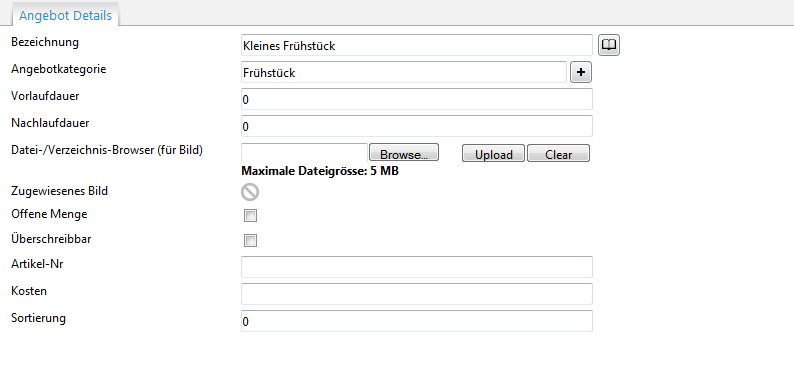 Angebot Details
Bezeichnung Kleines Frühstück
Angebotkategorie Frühstück +
Vorlaufdauer 0
Nachlaufdauer 0
Datei-/Verzeichnis-Browser (für Bild) Browse... Upload Clear
Maximale Dateigrösse: 5 MB
Zugewiesenes Bild
Offene Menge
Überschreibbar
Artikel-Nr
Kosten
Sortierung 0